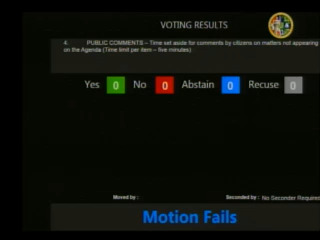 VOTING RESULTS
4. PUBLIC COMMENTS – Time set aside for comments by citizens on matters not appearing
on the Agenda (Time limit per item – five minutes)
Yes 0 No 0 Abstain 0 Recuse 0
Moved by : Seconded by : No Seconder Required
Motion Fails